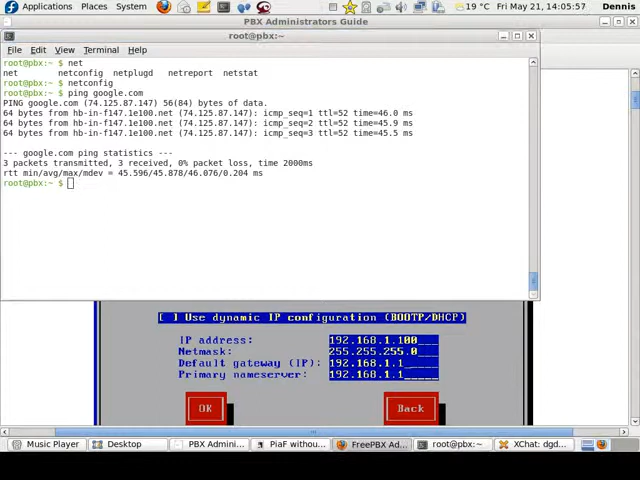 Applications Places System 19 °C Fri May 21, 14:05:57 Dennis
PBX Administrators Guide
root@pbx:~
File Edit View Terminal Help
root@pbx:~ $ net
net netconfig netplugd netreport netstat
root@pbx:~ $ netconfig
root@pbx:~ $ ping google.com
PING google.com (74.125.87.147) 56(84) bytes of data.
64 bytes from hb-in-f147.1e100.net (74.125.87.147): icmp_seq=1 ttl=52 time=46.0 ms
64 bytes from hb-in-f147.1e100.net (74.125.87.147): icmp_seq=2 ttl=52 time=45.9 ms
64 bytes from hb-in-f147.1e100.net (74.125.87.147): icmp_seq=3 ttl=52 time=45.5 ms
--- google.com ping statistics ---
3 packets transmitted, 3 received, 0% packet loss, time 2000ms
rtt min/avg/max/mdev = 45.596/45.878/46.076/0.204 ms
root@pbx:~ $
[ ] Use dynamic IP configuration (BOOTP/DHCP)
IP address: 192.168.1.100___
Netmask: 255.255.255.0___
Default gateway (IP): 192.168.1.1_____
Primary nameserver: 192.168.1.1_____
OK Back
Music Player Desktop PBX Admini... PiaF withou... FreePBX Ad... root@pbx:~ XChat: dgd...